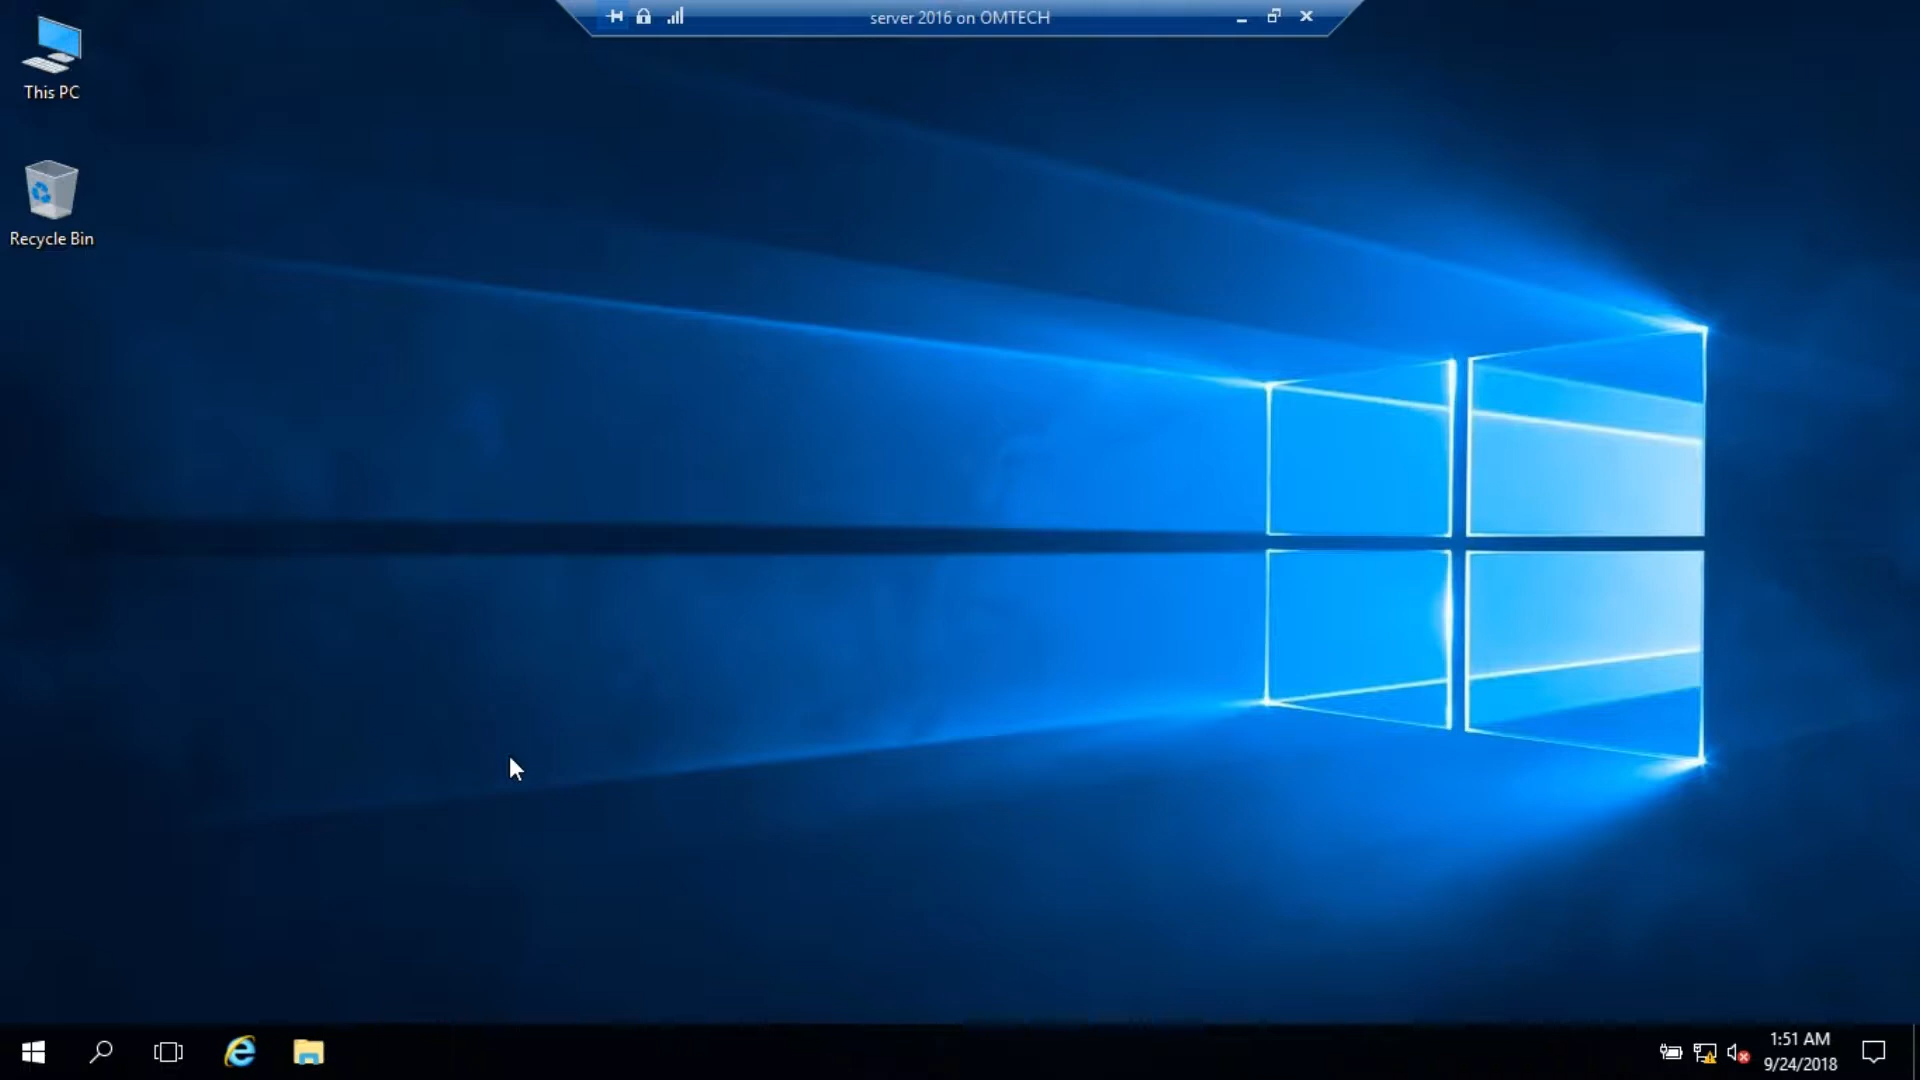 server 2016 on OMTECH
This PC
Recycle Bin
1:51 AM
9/24/2018